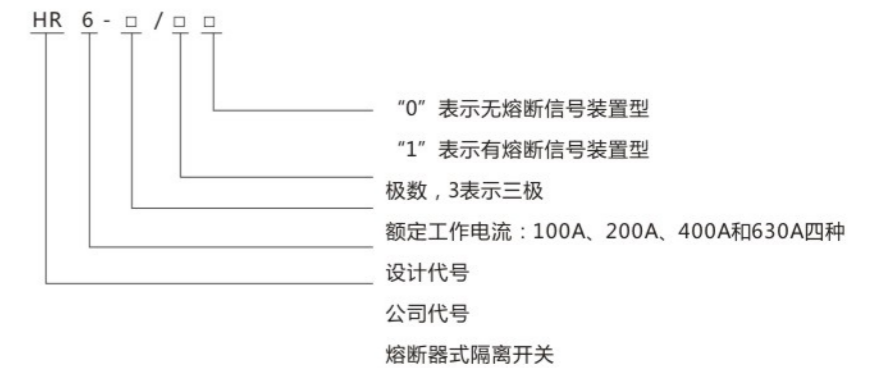 HR 6 - □ / □ □
“0”表示无熔断信号装置型
“1”表示有熔断信号装置型
极数，3表示三极
额定工作电流：100A、200A、400A和630A四种
设计代号
公司代号
熔断器式隔离开关